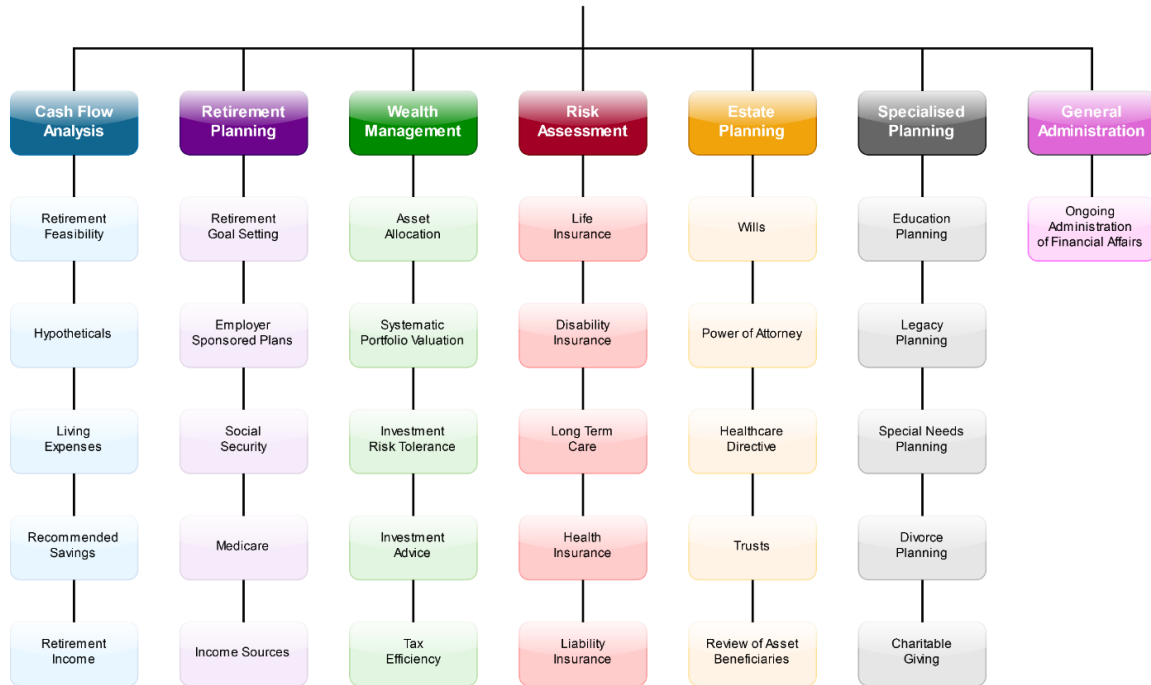 Cash Flow
Analysis
Retirement
Planning
Wealth
Management
Risk
Assessment
Estate
Planning
Specialised
Planning
General
Administration
Retirement
Feasibility
Retirement
Goal Setting
Asset
Allocation
Life
Insurance
Wills
Education
Planning
Ongoing
Administration
of Financial Affairs
Hypotheticals
Employer
Sponsored Plans
Systematic
Portfolio Valuation
Disability
Insurance
Power of Attorney
Legacy
Planning
Living
Expenses
Social
Security
Investment
Risk Tolerance
Long Term
Care
Healthcare
Directive
Special Needs
Planning
Recommended
Savings
Medicare
Investment
Advice
Health
Insurance
Trusts
Divorce
Planning
Retirement
Income
Income Sources
Tax
Efficiency
Liability
Insurance
Review of Asset
Beneficiaries
Charitable
Giving